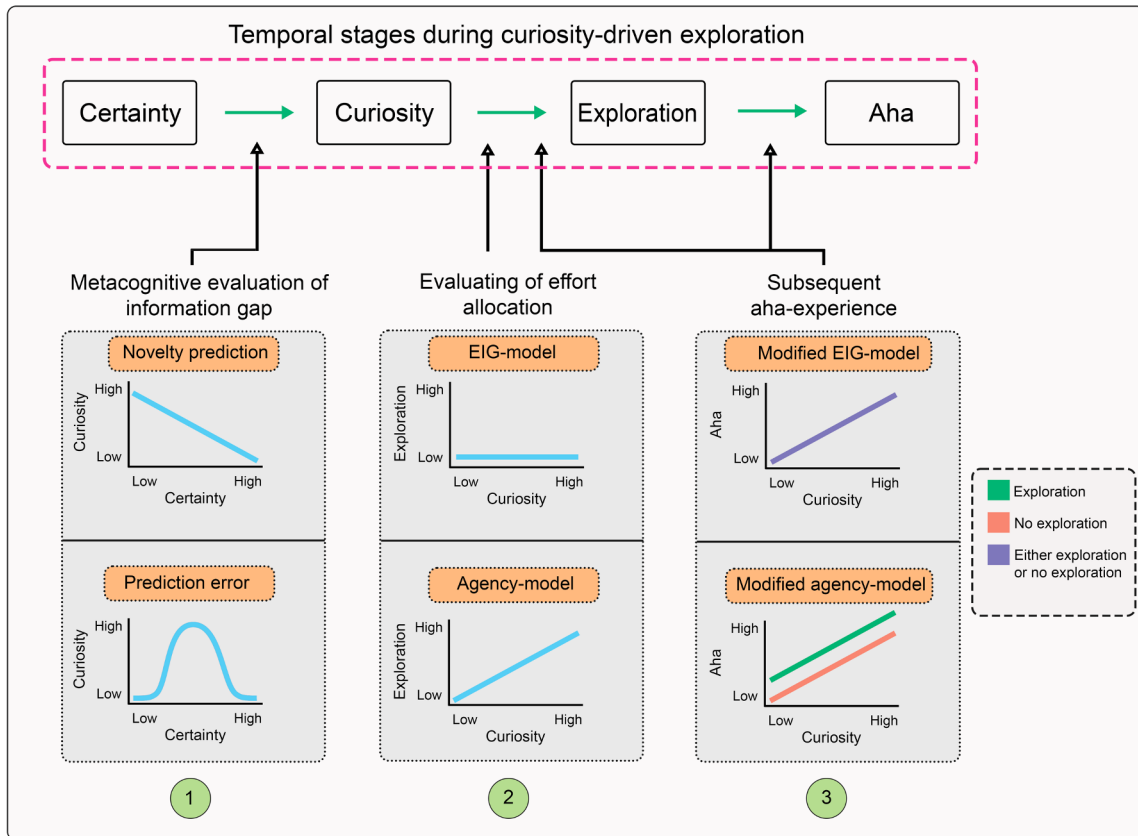 Temporal stages during curiosity-driven exploration
Certainty
Curiosity
Exploration
Aha
Metacognitive evaluation of
information gap
Evaluating of effort
allocation
Subsequent
aha-experience
Novelty prediction
High
Low
Curiosity
Low
High
Certainty
EIG-model
High
Low
Exploration
Low
High
Curiosity
Modified EIG-model
High
Low
Aha
Low
High
Curiosity
Exploration
No exploration
Either exploration
or no exploration
Prediction error
High
Low
Curiosity
Low
High
Certainty
Agency-model
High
Low
Exploration
Low
High
Curiosity
Modified agency-model
High
Low
Aha
Low
High
Curiosity
1
2
3